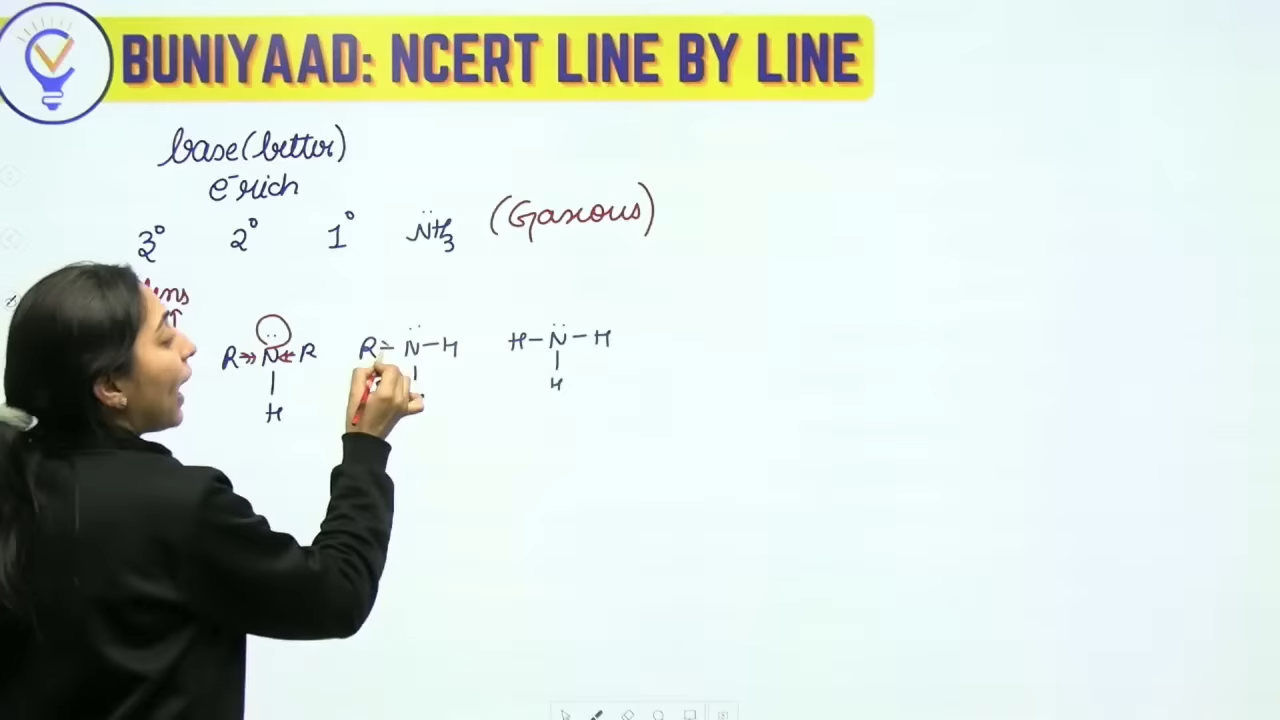 BUNIYAAD: NCERT LINE BY LINE
base (better)
e⁻ rich
3° 2° 1° N̈H₃ (Gaseous)
R N R R N H H N H
H H